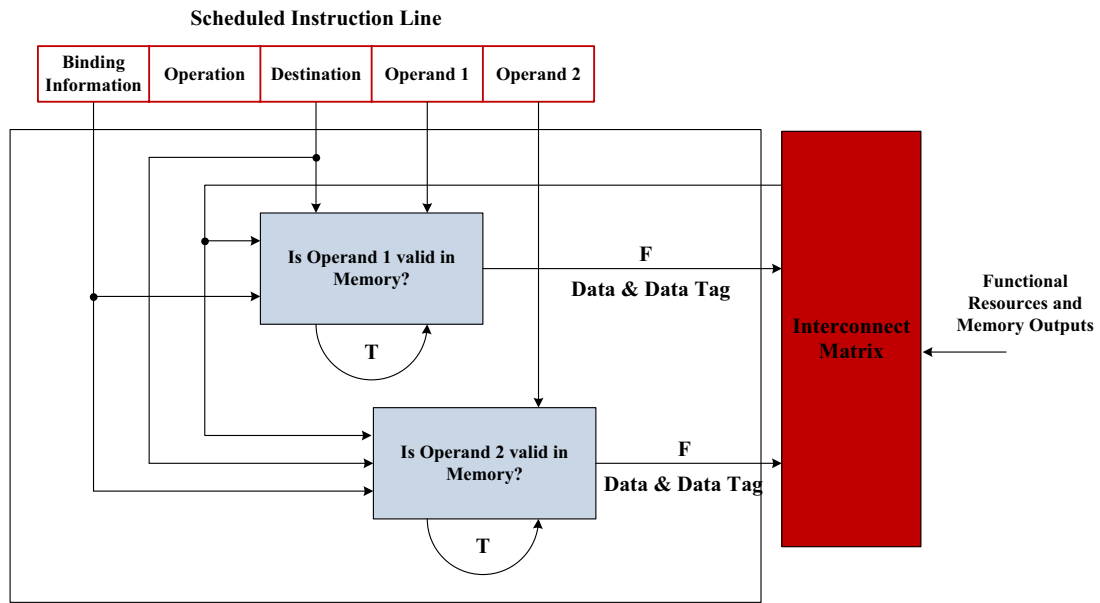 Scheduled Instruction Line
Binding
Information
Operation
Destination
Operand 1
Operand 2
Is Operand 1 valid in
Memory?
F
Data & Data Tag
T
Interconnect
Matrix
Functional
Resources and
Memory Outputs
Is Operand 2 valid in
Memory?
F
Data & Data Tag
T